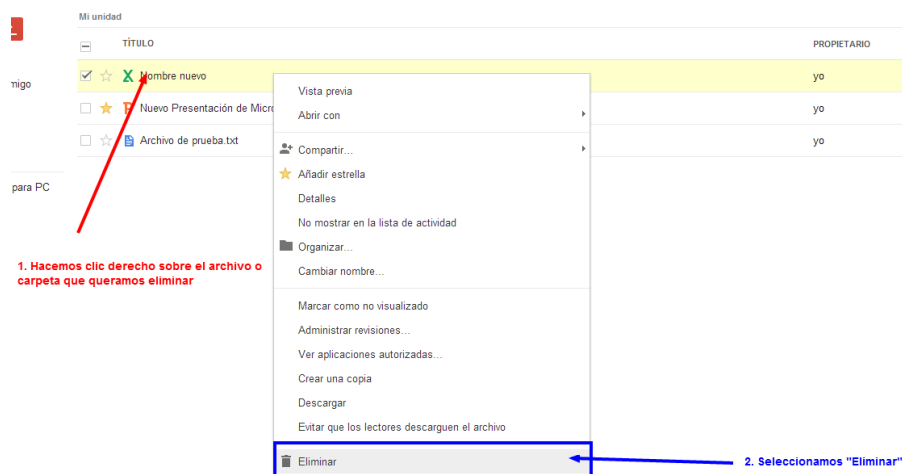 Mi unidad
TÍTULO PROPIETARIO
Nombre nuevo yo
migo
Nuevo Presentación de Micro yo
Archivo de prueba.txt yo
para PC
Vista previa
Abrir con
Compartir...
Añadir estrella
Detalles
No mostrar en la lista de actividad
Organizar...
Cambiar nombre...
Marcar como no visualizado
Administrar revisiones...
Ver aplicaciones autorizadas...
Crear una copia
Descargar
Evitar que los lectores descarguen el archivo
Eliminar
1. Hacemos clic derecho sobre el archivo o
carpeta que queramos eliminar
2. Seleccionamos "Eliminar"